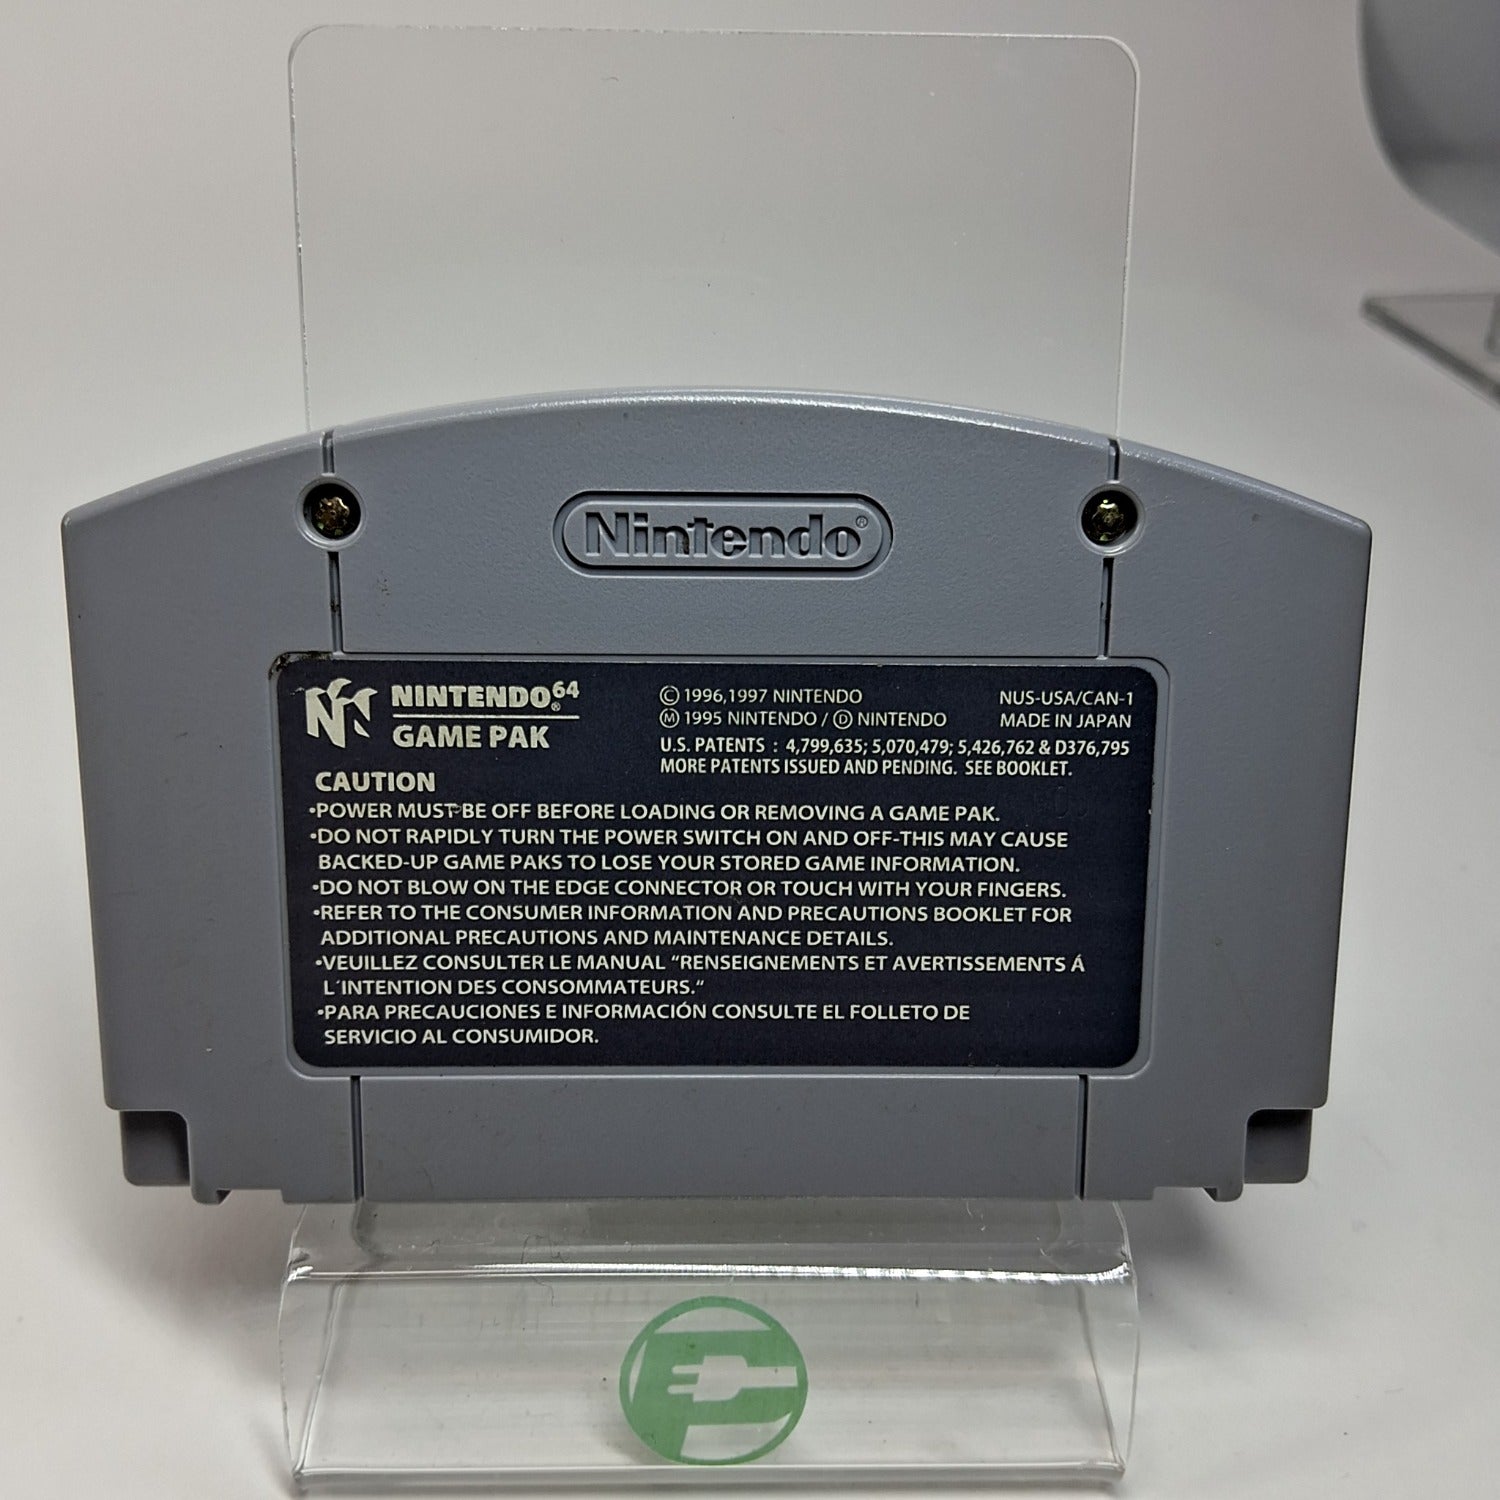 Nintendo®
NINTENDO64®
GAME PAK
© 1996,1997 NINTENDO
Ⓜ 1995 NINTENDO / Ⓓ NINTENDO
NUS-USA/CAN-1
MADE IN JAPAN
U.S. PATENTS : 4,799,635; 5,070,479; 5,426,762 & D376,795
MORE PATENTS ISSUED AND PENDING. SEE BOOKLET.
CAUTION
•POWER MUST BE OFF BEFORE LOADING OR REMOVING A GAME PAK.
•DO NOT RAPIDLY TURN THE POWER SWITCH ON AND OFF-THIS MAY CAUSE
BACKED-UP GAME PAKS TO LOSE YOUR STORED GAME INFORMATION.
•DO NOT BLOW ON THE EDGE CONNECTOR OR TOUCH WITH YOUR FINGERS.
•REFER TO THE CONSUMER INFORMATION AND PRECAUTIONS BOOKLET FOR
ADDITIONAL PRECAUTIONS AND MAINTENANCE DETAILS.
•VEUILLEZ CONSULTER LE MANUAL “RENSEIGNEMENTS ET AVERTISSEMENTS Á
L´INTENTION DES CONSOMMATEURS.“
•PARA PRECAUCIONES E INFORMACIÓN CONSULTE EL FOLLETO DE
SERVICIO AL CONSUMIDOR.